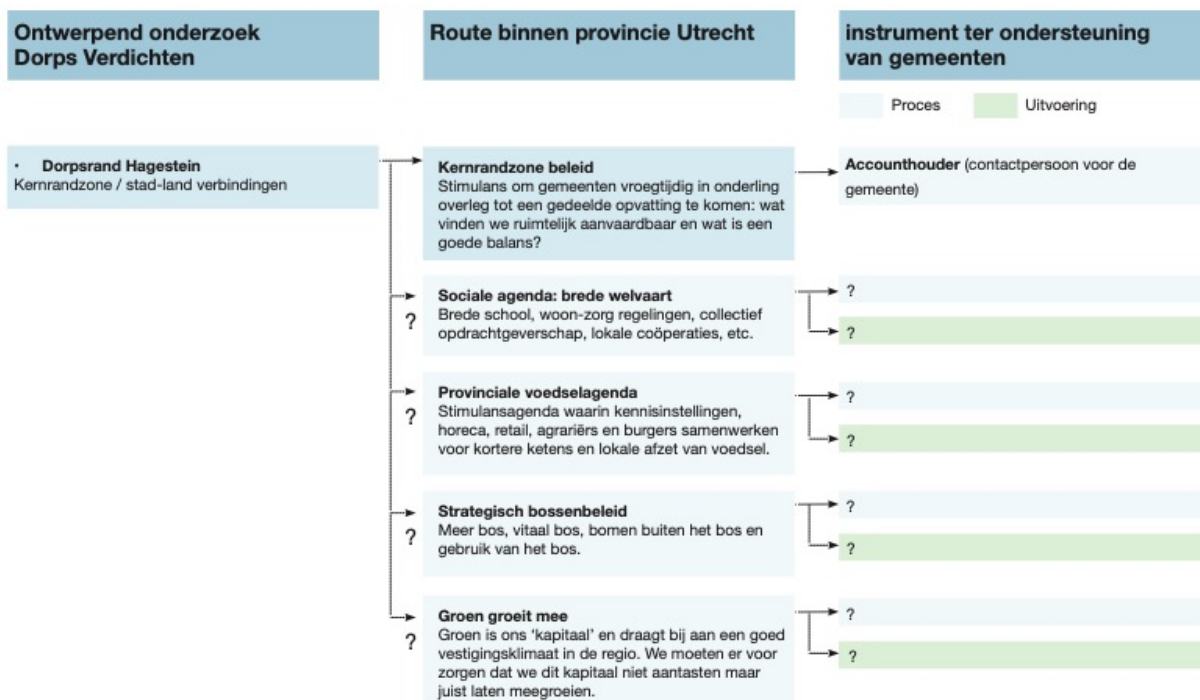 Ontwerpend onderzoek
Dorps Verdichten
Route binnen provincie Utrecht
instrument ter ondersteuning
van gemeenten
Proces
Uitvoering
• Dorpsrand Hagestein
Kernrandzone / stad-land verbindingen
Kernrandzone beleid
Stimulans om gemeenten vroegtijdig in onderling
overleg tot een gedeelde opvatting te komen: wat
vinden we ruimtelijk aanvaardbaar en wat is een
goede balans?
Accounthouder (contactpersoon voor de
gemeente)
?
Sociale agenda: brede welvaart
Brede school, woon-zorg regelingen, collectief
opdrachtgeverschap, lokale coöperaties, etc.
?
?
?
Provinciale voedselagenda
Stimulansagenda waarin kennisinstellingen,
horeca, retail, agrariërs en burgers samenwerken
voor kortere ketens en lokale afzet van voedsel.
?
?
?
Strategisch bossenbeleid
Meer bos, vitaal bos, bomen buiten het bos en
gebruik van het bos.
?
?
?
Groen groeit mee
Groen is ons ‘kapitaal’ en draagt bij aan een goed
vestigingsklimaat in de regio. We moeten er voor
zorgen dat we dit kapitaal niet aantasten maar
juist laten meegroeien.
?
?